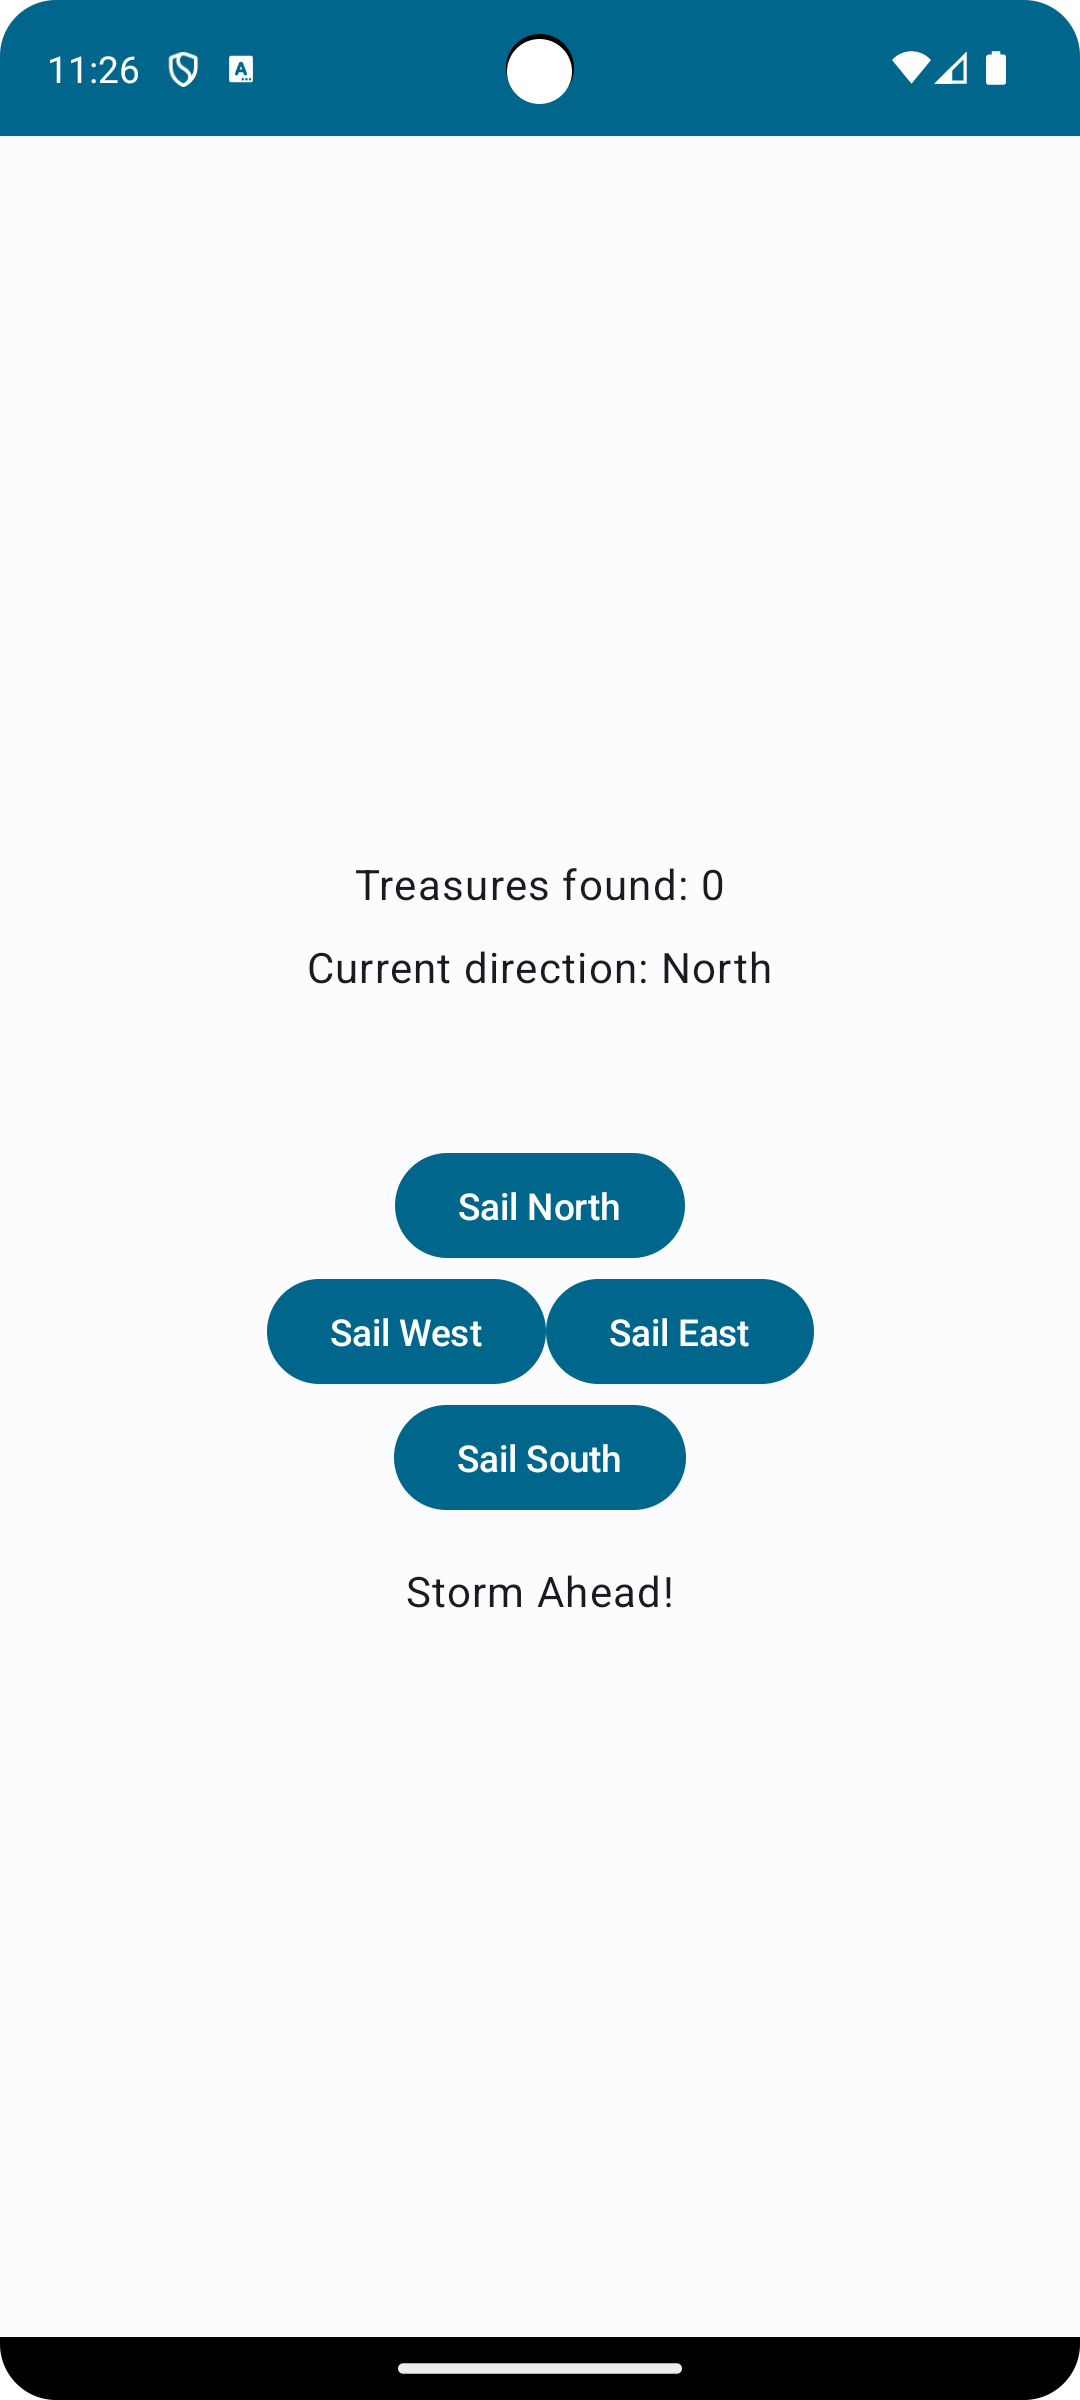 11:26
Treasures found: 0
Current direction: North
Sail North
Sail West Sail East
Sail South
Storm Ahead!